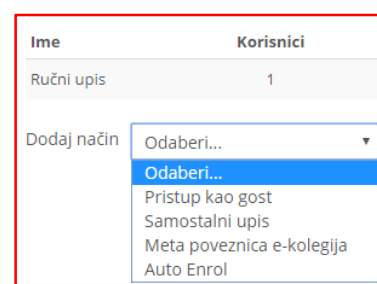 Ime Korisnici
Ručni upis 1
Dodaj način Odaberi...
Odaberi...
Pristup kao gost
Samostalni upis
Meta poveznica e-kolegija
Auto Enrol